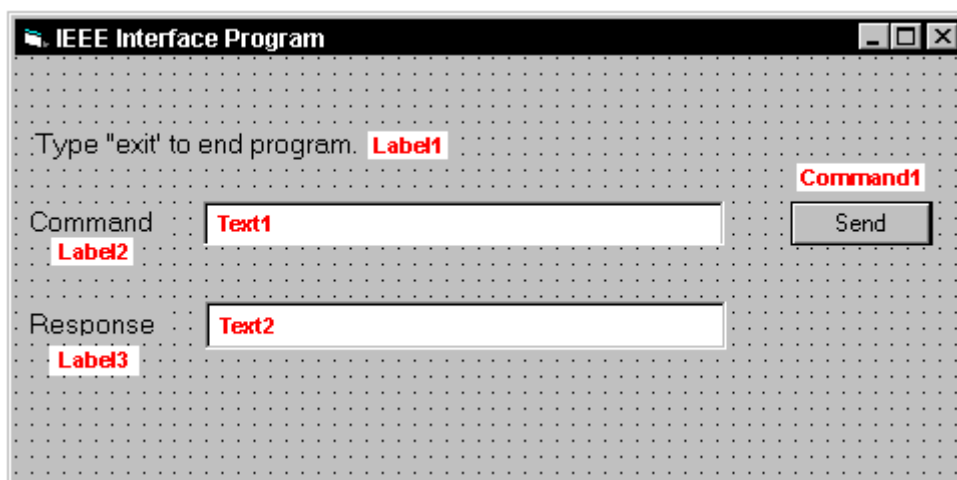 IEEE Interface Program
Type "exit' to end program. Label1
Command1
Command Text1 Send
Label2
Response Text2
Label3